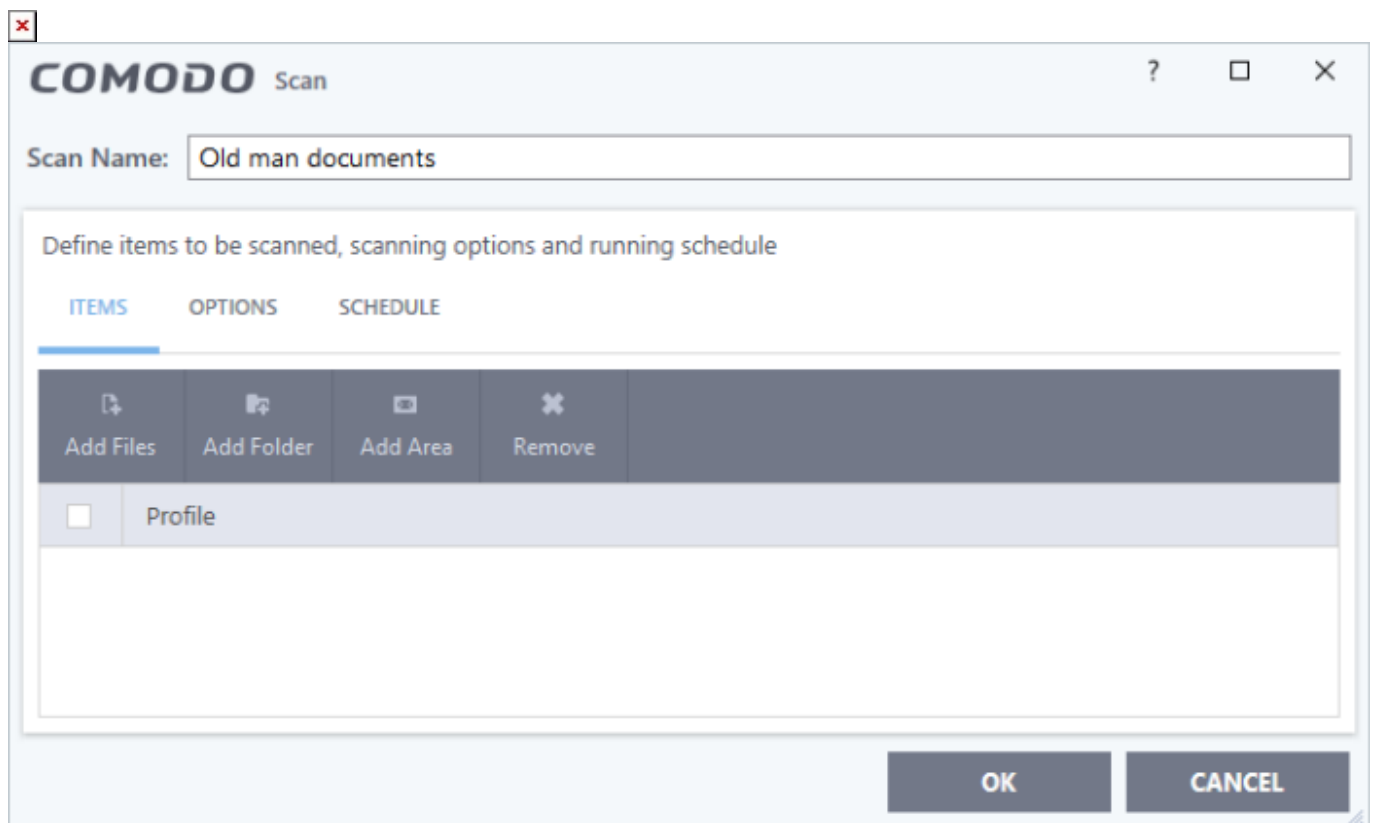 COMODO Scan ?
Scan Name: Old man documents
Define items to be scanned, scanning options and running schedule
ITEMS OPTIONS SCHEDULE
Add Files Add Folder Add Area Remove
Profile
OK CANCEL